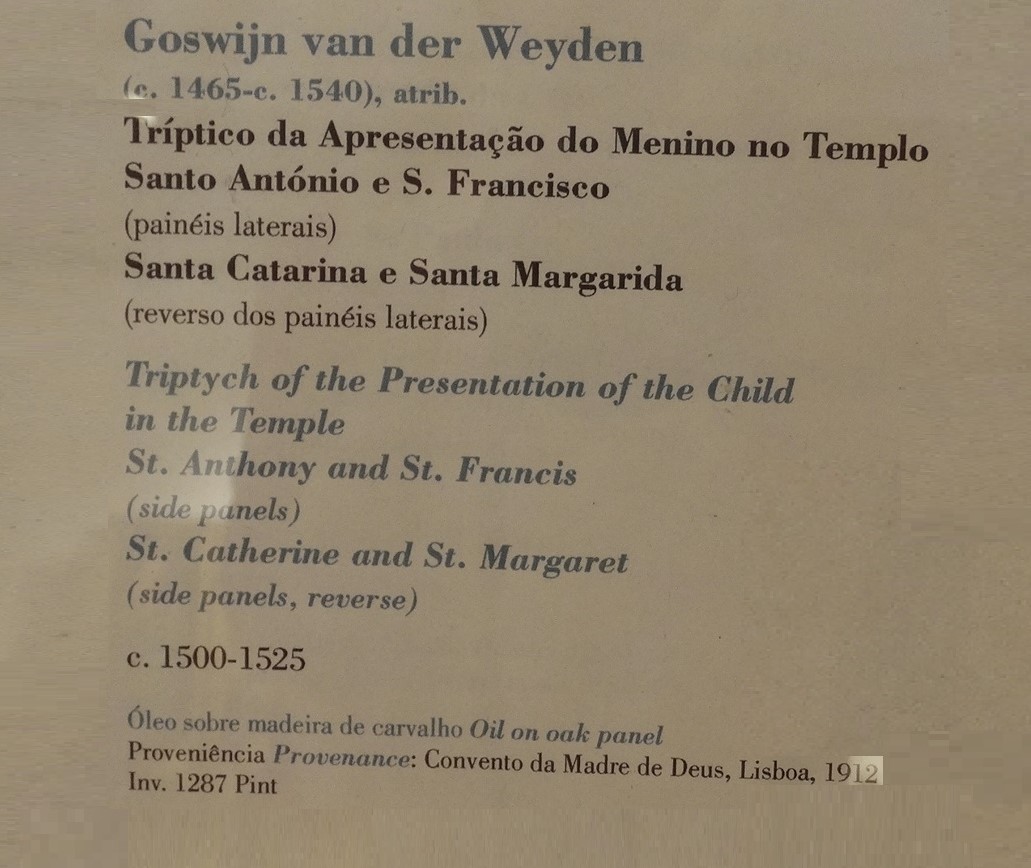 Goswijn van der Weyden
(c. 1465-c. 1540), atrib.
Tríptico da Apresentação do Menino no Templo
Santo António e S. Francisco
(painéis laterais)
Santa Catarina e Santa Margarida
(reverso dos painéis laterais)
Triptych of the Presentation of the Child
in the Temple
St. Anthony and St. Francis
(side panels)
St. Catherine and St. Margaret
(side panels, reverse)
c. 1500-1525
Óleo sobre madeira de carvalho Oil on oak panel
Proveniência Provenance: Convento da Madre de Deus, Lisboa, 1912
Inv. 1287 Pint